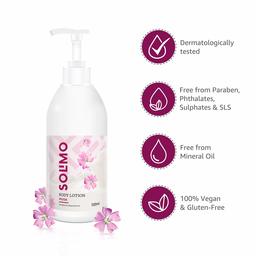 SOLIMO
BODY LOTION
MUSK
Dermatologically
tested
Free from Paraben,
Phthalates,
Sulphates & SLS
Free from
Mineral Oil
100% Vegan
& Gluten-Free